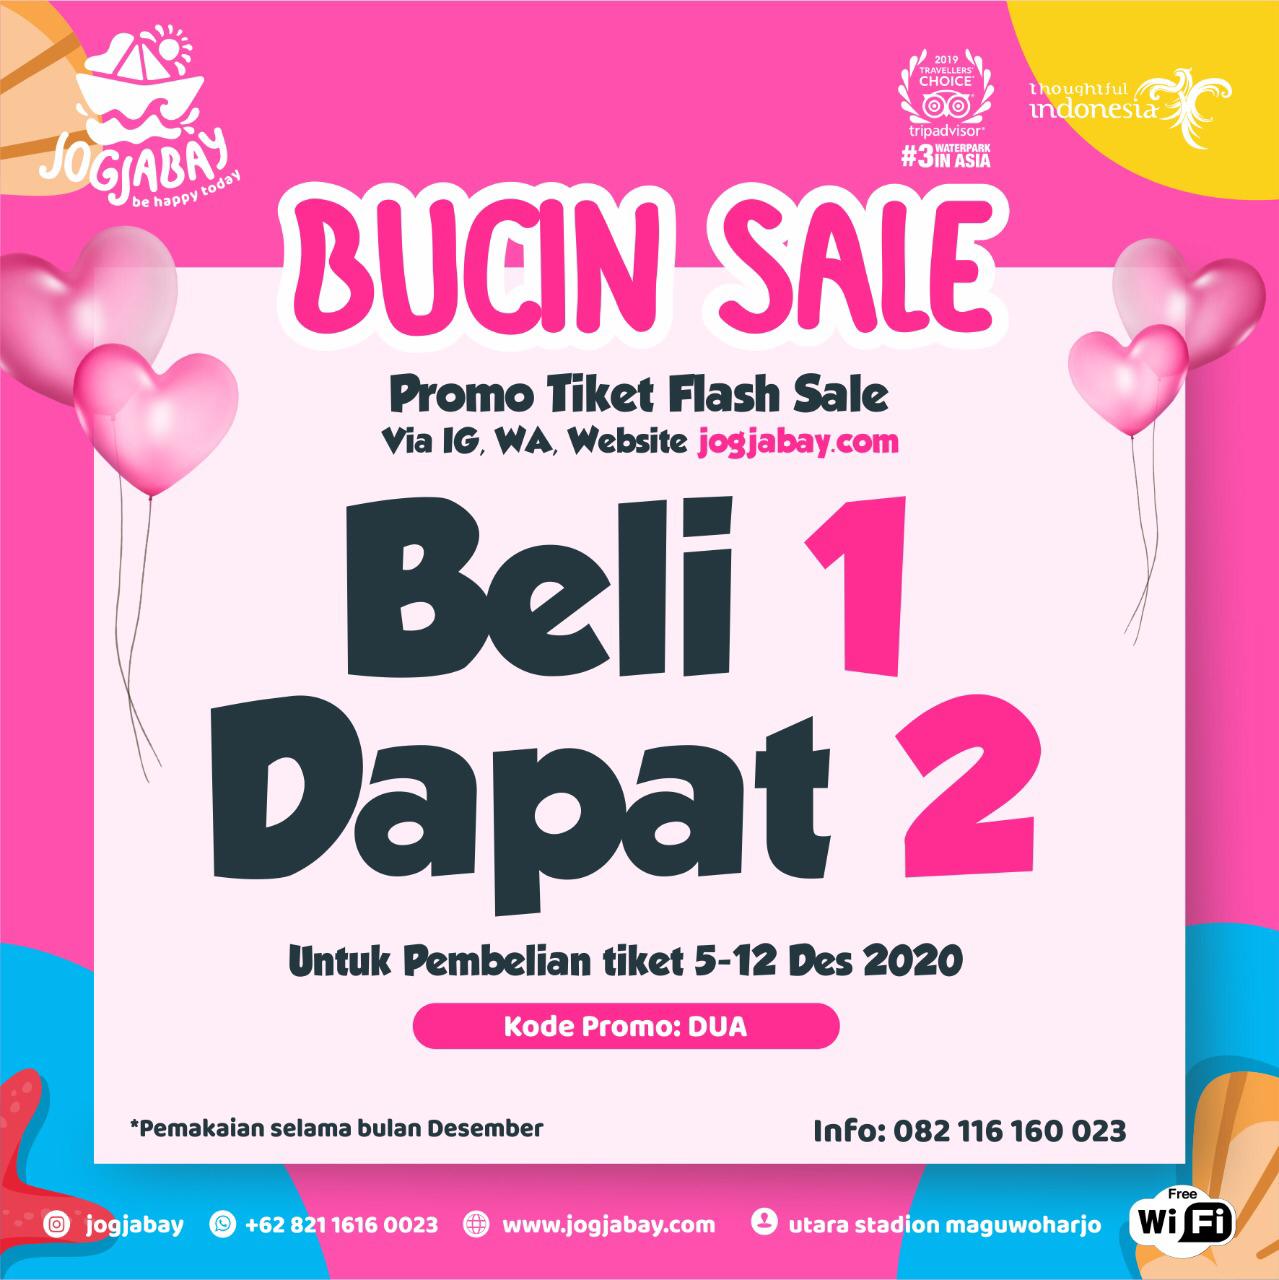 JOGJABAY
be happy today
2019
TRAVELLERS'
CHOICE
tripadvisor®
#3 WATERPARK
IN ASIA
thoughtful
indonesia
BUCIN SALE
Promo Tiket Flash Sale
Via IG, WA, Website jogjabay.com
Beli 1
Dapat 2
Untuk Pembelian tiket 5-12 Des 2020
Kode Promo: DUA
*Pemakaian selama bulan Desember
Info: 082 116 160 023
jogjabay +62 821 1616 0023 www.jogjabay.com utara stadion maguwoharjo
Free
Wi Fi